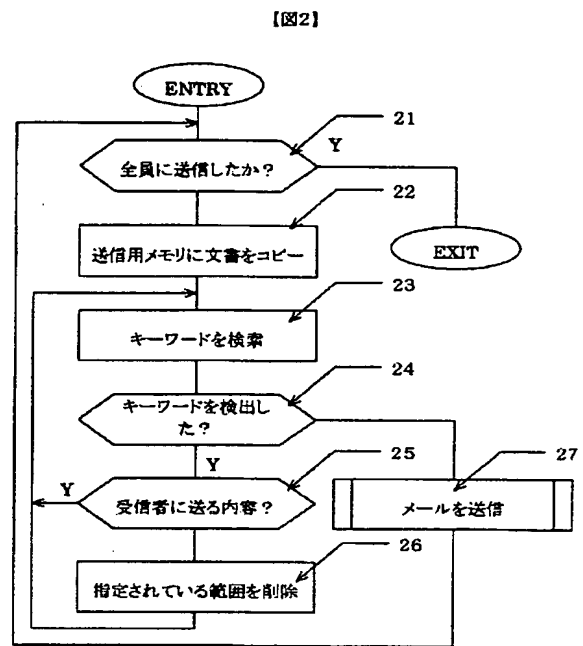 【図2】
ENTRY
21
Y
全員に送信したか？
22
送信用メモリに文書をコピー
EXIT
23
キーワードを検索
24
キーワードを検出し
た？
Y
25
27
Y
受信者に送る内容？
メールを送信
26
指定されている範囲を削除